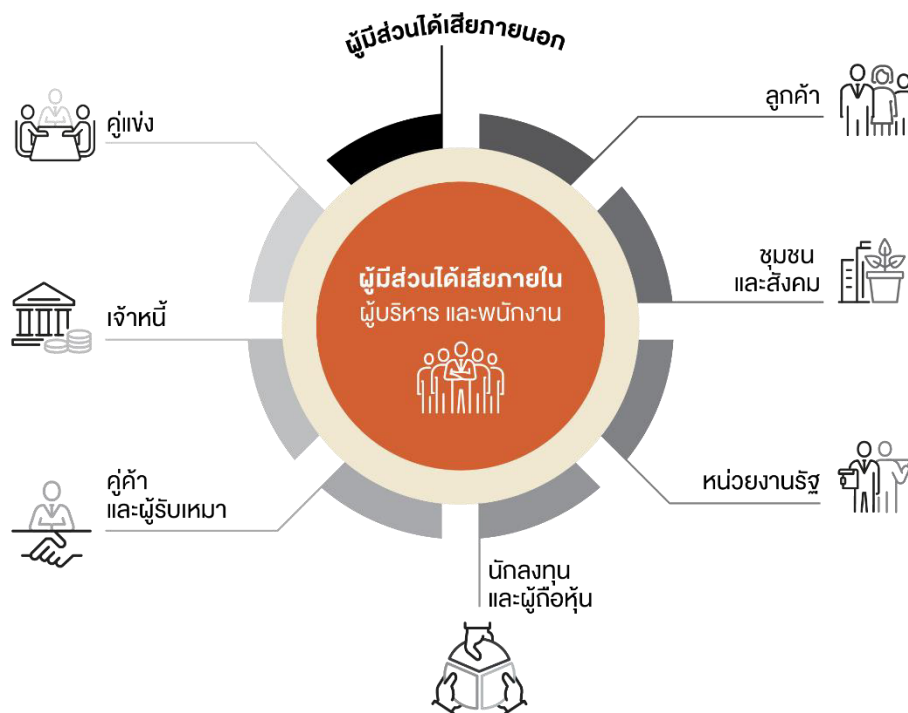 ผู้มีส่วนได้เสียภายนอก
คู่แข่ง
ลูกค้า
ผู้มีส่วนได้เสียภายใน
ผู้บริหาร และพนักงาน
ชุมชน
และสังคม
เจ้าหนี้
คู่ค้า
และผู้รับเหมา
หน่วยงานรัฐ
นักลงทุน
และผู้ถือหุ้น